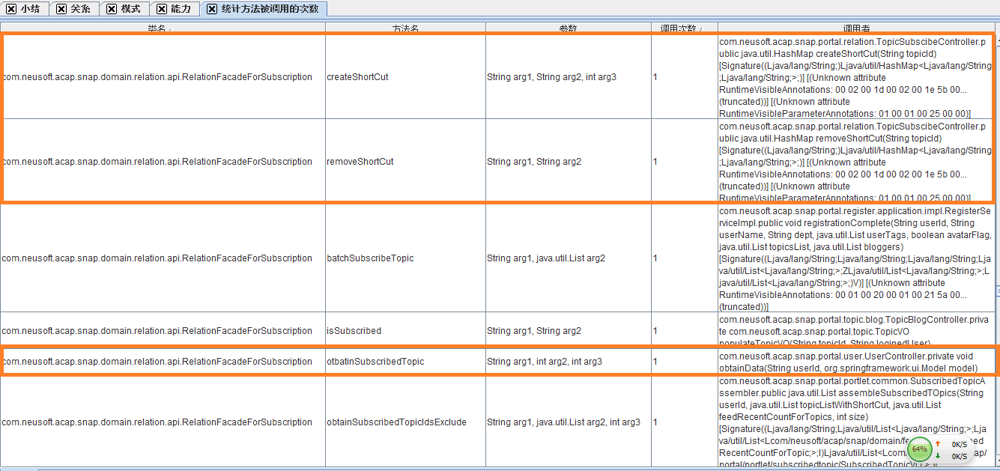 小结 关系 模式 能力 统计方法被调用的次数
类名 方法名 参数 调用次数 调用者
com.neusoft.acap.snap.domain.relation.api.RelationFacadeForSubscription createShortCut String arg1, String arg2, int arg3 1
com.neusoft.acap.snap.portal.relation.TopicSubscibeController.p
ublic java.util.HashMap createShortCut(String topicId)
[Signature((Ljava/lang/String;)Ljava/util/HashMap<Ljava/lang/String
;Ljava/lang/String;>;)] [(Unknown attribute
RuntimeVisibleAnnotations: 00 02 00 1d 00 02 00 1e 5b 00...
(truncated))] [(Unknown attribute
RuntimeVisibleParameterAnnotations: 01 00 01 00 25 00 00)]
com.neusoft.acap.snap.domain.relation.api.RelationFacadeForSubscription removeShortCut String arg1, String arg2 1
com.neusoft.acap.snap.portal.relation.TopicSubscibeController.p
ublic java.util.HashMap removeShortCut(String topicId)
[Signature((Ljava/lang/String;)Ljava/util/HashMap<Ljava/lang/String
;Ljava/lang/String;>;)] [(Unknown attribute
RuntimeVisibleAnnotations: 00 02 00 1d 00 02 00 1e 5b 00...
(truncated))] [(Unknown attribute
RuntimeVisibleParameterAnnotations: 01 00 01 00 25 00 00)]
com.neusoft.acap.snap.domain.relation.api.RelationFacadeForSubscription batchSubscribeTopic String arg1, java.util.List arg2 1
com.neusoft.acap.snap.portal.register.application.impl.RegisterSe
rviceImpl.public void registrationComplete(String userId, String
userName, String dept, java.util.List userTags, boolean avatarFlag,
java.util.List topicsList, java.util.List bloggers)
[Signature((Ljava/lang/String;Ljava/lang/String;Ljava/lang/String;Lja
va/util/List<Ljava/lang/String;>;ZLjava/util/List<Ljava/lang/String;>;L
java/util/List<Ljava/lang/String;>;)V)] [(Unknown attribute
RuntimeVisibleAnnotations: 00 01 00 20 00 01 00 21 5a 00...
(truncated))]
com.neusoft.acap.snap.domain.relation.api.RelationFacadeForSubscription isSubscribed String arg1, String arg2 1
com.neusoft.acap.snap.portal.topic.blog.TopicBlogController.priva
te com.neusoft.acap.snap.portal.topic.TopicVO
populateTopicVO(String topicId, String loginedUser)
com.neusoft.acap.snap.domain.relation.api.RelationFacadeForSubscription otbatinSubscribedTopic String arg1, int arg2, int arg3 1
com.neusoft.acap.snap.portal.user.UserController.private void
obtainData(String userId, org.springframework.ui.Model model)
com.neusoft.acap.snap.domain.relation.api.RelationFacadeForSubscription obtainSubscribedTopicIdsExclude String arg1, java.util.List arg2, int arg3 1
com.neusoft.acap.snap.portal.portlet.common.SubscribedTopicA
ssembler.public java.util.List assembleSubscribedTOpics(String
userId, java.util.List topicListWithShortCut, java.util.List
feedRecentCountForTopics, int size)
[Signature((Ljava/lang/String;Ljava/util/List<Ljava/lang/String;>;Lja
va/util/List<Lcom/neusoft/acap/snap/domain/fe
RecentCountForTopic;>;I)Ljava/util/List<Lcom
portal/portlet/subscribedtopic/SubscribedTopicVO;>;)]
64% 0K/S
0K/S